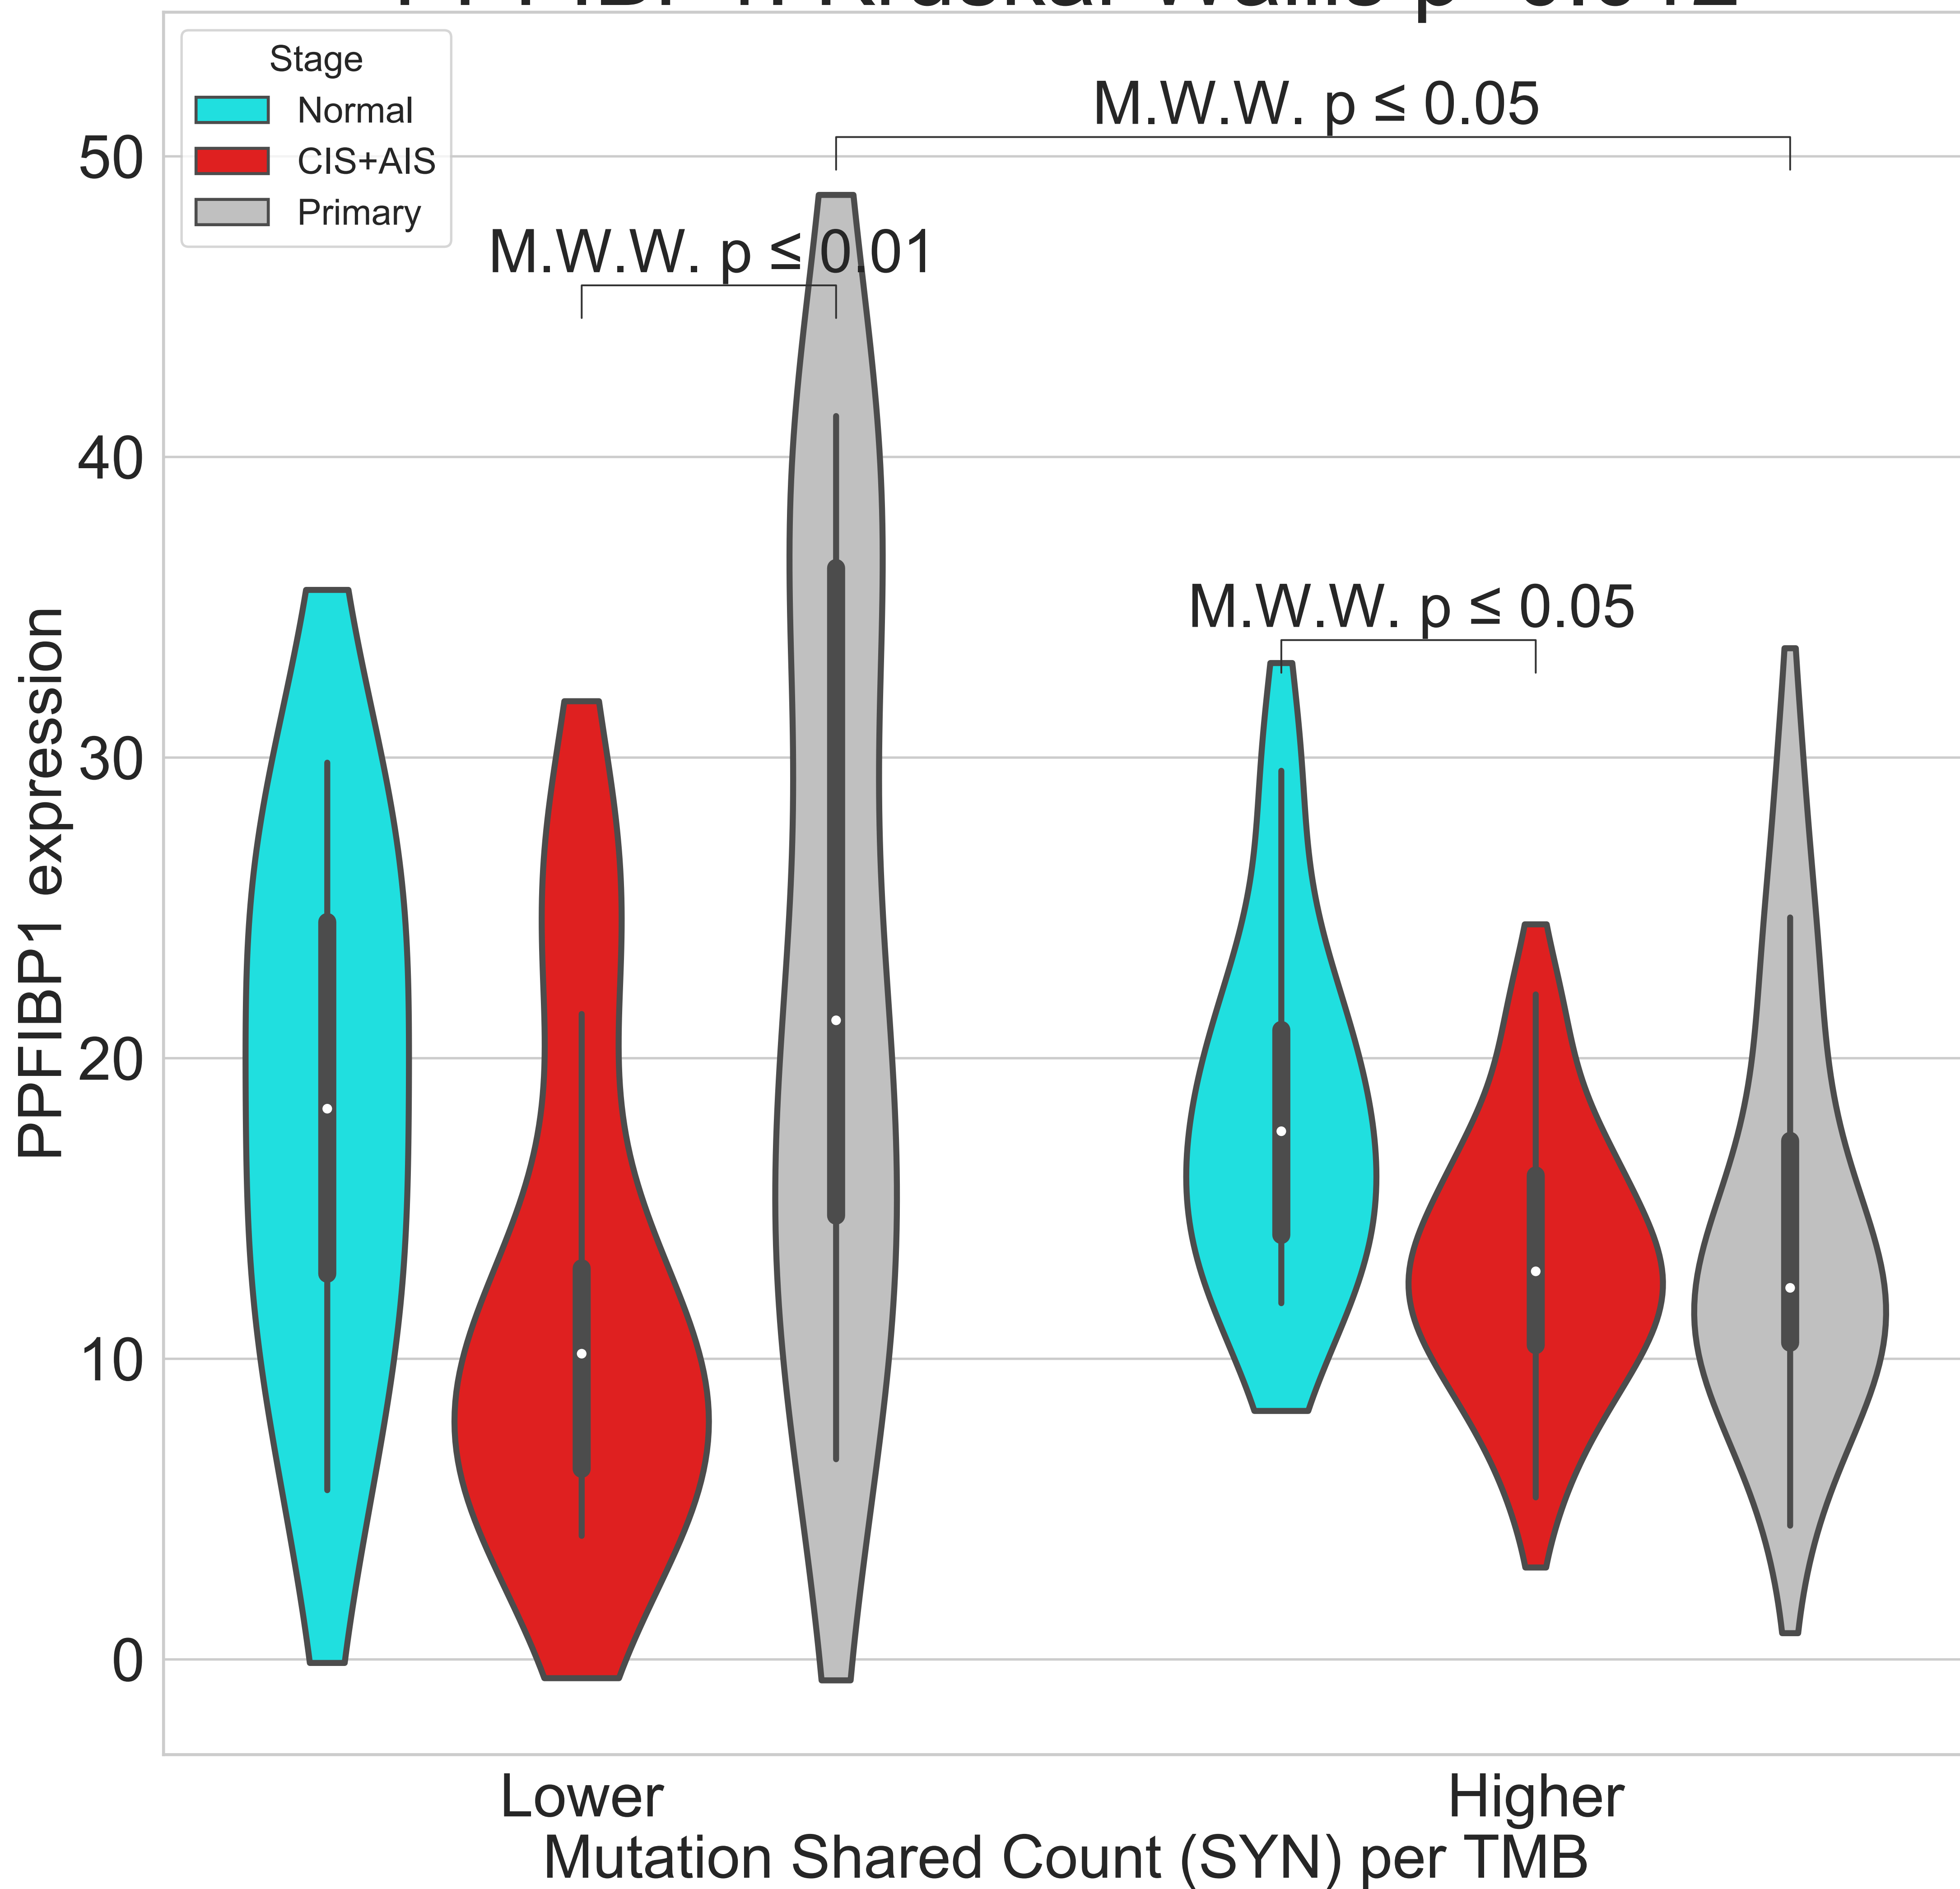 Stage
Normal
CIS+AIS
Primary
M.W.W. p ≤ 0.05
M.W.W. p ≤ 0.01
M.W.W. p ≤ 0.05
50
40
30
20
10
0
PPFIBP1 expression
Lower
Higher
Mutation Shared Count (SYN) per TMB